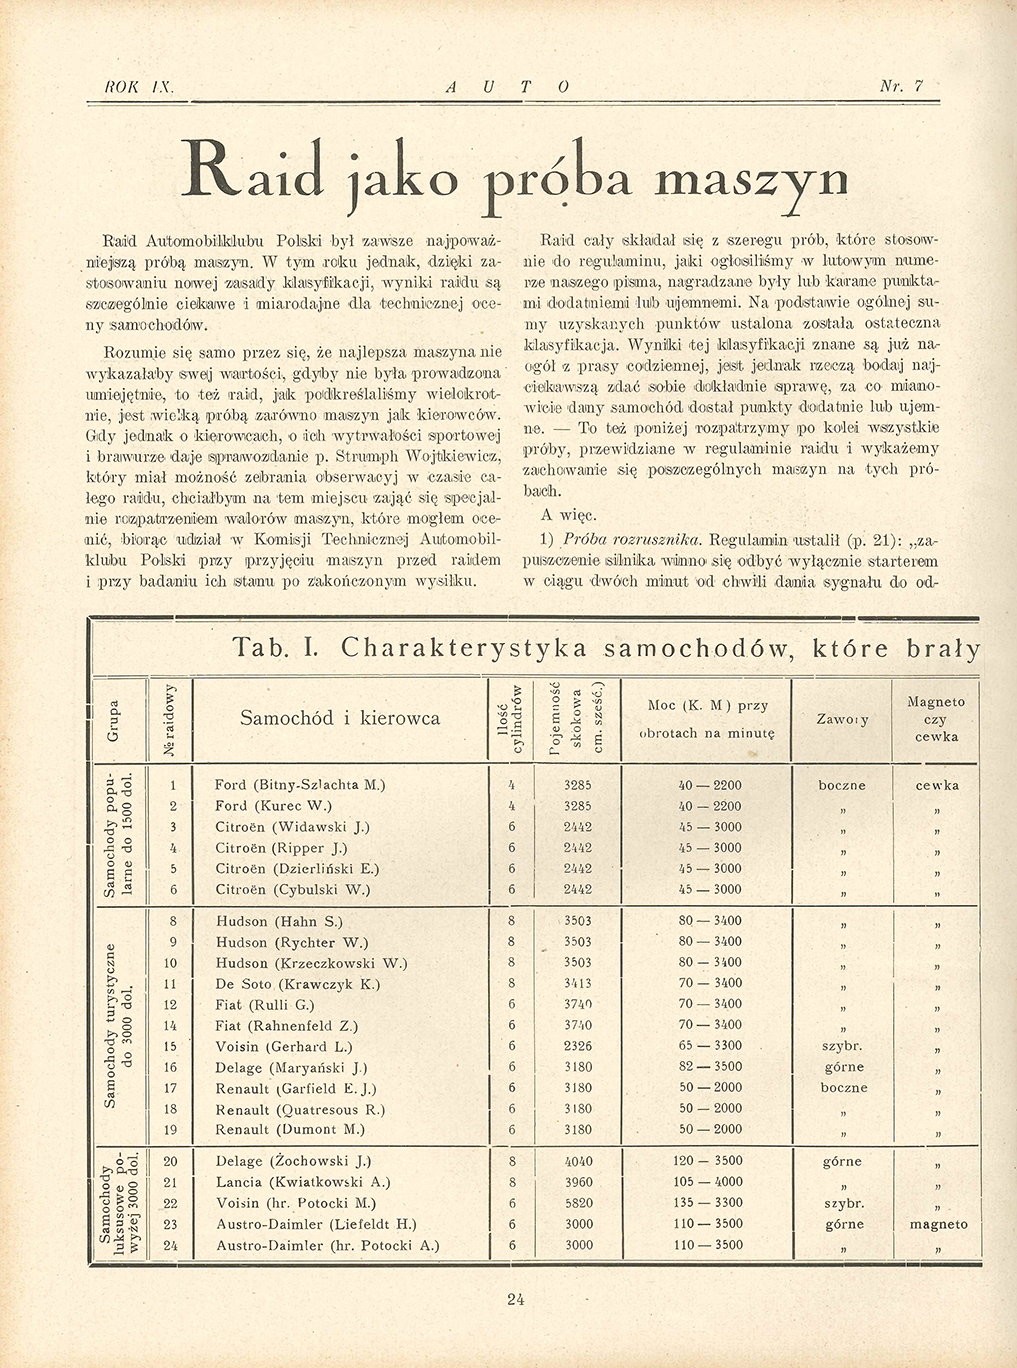 ROK IX. A U T O Nr. 7
Raid jako próba maszyn
Raid Automobilklubu Polski był zawsze najpoważ-
niejszą próbą maszyn. W tym roku jednak, dzięki za-
stosowaniu nowej zasady klasyfikacji, wyniki raidu są
szczególnie ciekawe i miarodajne dla technicznej oce-
ny samochodów.
Rozumie się samo przez się, że najlepsza maszyna nie
wykazałaby swej wartości, gdyby nie była prowadzona
umiejętnie, to też raid, jak podkreślaliśmy wielokrot-
nie, jest wielką próbą zarówno maszyn jak kierowców.
Gdy jednak o kierowcach, o ich wytrwałości sportowej
i brawurze daje sprawozdanie p. Strumph Wojtkiewicz,
który miał możność zebrania obserwacyj w czasie ca-
łego raidu, chciałbym na tem miejscu zająć się specjal-
nie rozpatrzeniem walorów maszyn, które mogłem oce-
nić, biorąc udział w Komisji Technicznej Automobil-
klubu Polski przy przyjęciu maszyn przed raidem
i przy badaniu ich stanu po zakończonym wysiłku.
Raid cały składał się z szeregu prób, które stosow-
nie do regulaminu, jaki ogłosiliśmy w lutowym nume-
rze naszego pisma, nagradzane były lub karane punkta-
mi dodatniemi lub ujemnemi. Na podstawie ogólnej su-
my uzyskanych punktów ustalona została ostateczna
klasyfikacja. Wyniki tej klasyfikacji znane są już na-
ogół z prasy codziennej, jest jednak rzeczą bodaj naj-
ciekawszą zdać sobie dokładnie sprawę, za co miano-
wicie dany samochód dostał punkty dodatnie lub ujem-
ne. — To też poniżej rozpatrzymy po kolei wszystkie
próby, przewidziane w regulaminie raidu i wykażemy
zachowanie się poszczególnych maszyn na tych pró-
bach.
A więc.
1) Próba rozrusznika. Regulamin ustalił (p. 21): „za-
puszczenie silnika winno się odbyć wyłącznie starterem
w ciągu dwóch minut od chwili dania sygnału do od-
Tab. I. Charakterystyka samochodów, które brały
Grupa № raidowy Samochód i kierowca Ilość cylindrów Pojemność skokowa cm. sześć.) Moc (K. M) przy obrotach na minutę Zawory Magneto czy cewka
Samochody popu-
larne do 1500 dol.
1 Ford (Bitny-Szlachta M.) 4 3285 40 — 2200 boczne cewka
2 Ford (Kurec W.) 4 3285 40 — 2200 „ „
3 Citroën (Widawski J.) 6 2442 45 — 3000 „ „
4 Citroën (Ripper J.) 6 2442 45 — 3000 „ „
5 Citroën (Dzierliński E.) 6 2442 45 — 3000 „ „
6 Citroën (Cybulski W.) 6 2442 45 — 3000 „ „
Samochody turystyczne
do 3000 dol.
8 Hudson (Hahn S.) 8 3503 80 — 3400 „ „
9 Hudson (Rychter W.) 8 3503 80 — 3400 „ „
10 Hudson (Krzeczkowski W.) 8 3503 80 — 3400 „ „
11 De Soto (Krawczyk K.) 8 3413 70 — 3400 „ „
12 Fiat (Rulli G.) 6 3740 70 — 3400 „ „
14 Fiat (Rahnenfeld Z.) 6 3740 70 — 3400 „ „
15 Voisin (Gerhard L.) 6 2326 65 — 3300 szybr. „
16 Delage (Maryański J.) 6 3180 82 — 3500 górne „
17 Renault (Garfield E. J.) 6 3180 50 — 2000 boczne „
18 Renault (Quatresous R.) 6 3180 50 — 2000 „ „
19 Renault (Dumont M.) 6 3180 50 — 2000 „ „
Samochody
luksusowe po-
wyżej 3000 dol.
20 Delage (Żochowski J.) 8 4040 120 — 3500 górne „
21 Lancia (Kwiatkowski A.) 8 3960 105 — 4000 „ „
22 Voisin (hr. Potocki M.) 6 5820 135 — 3300 szybr. „
23 Austro-Daimler (Liefeldt H.) 6 3000 110 — 3500 górne magneto
24 Austro-Daimler (hr. Potocki A.) 6 3000 110 — 3500 „ „
24